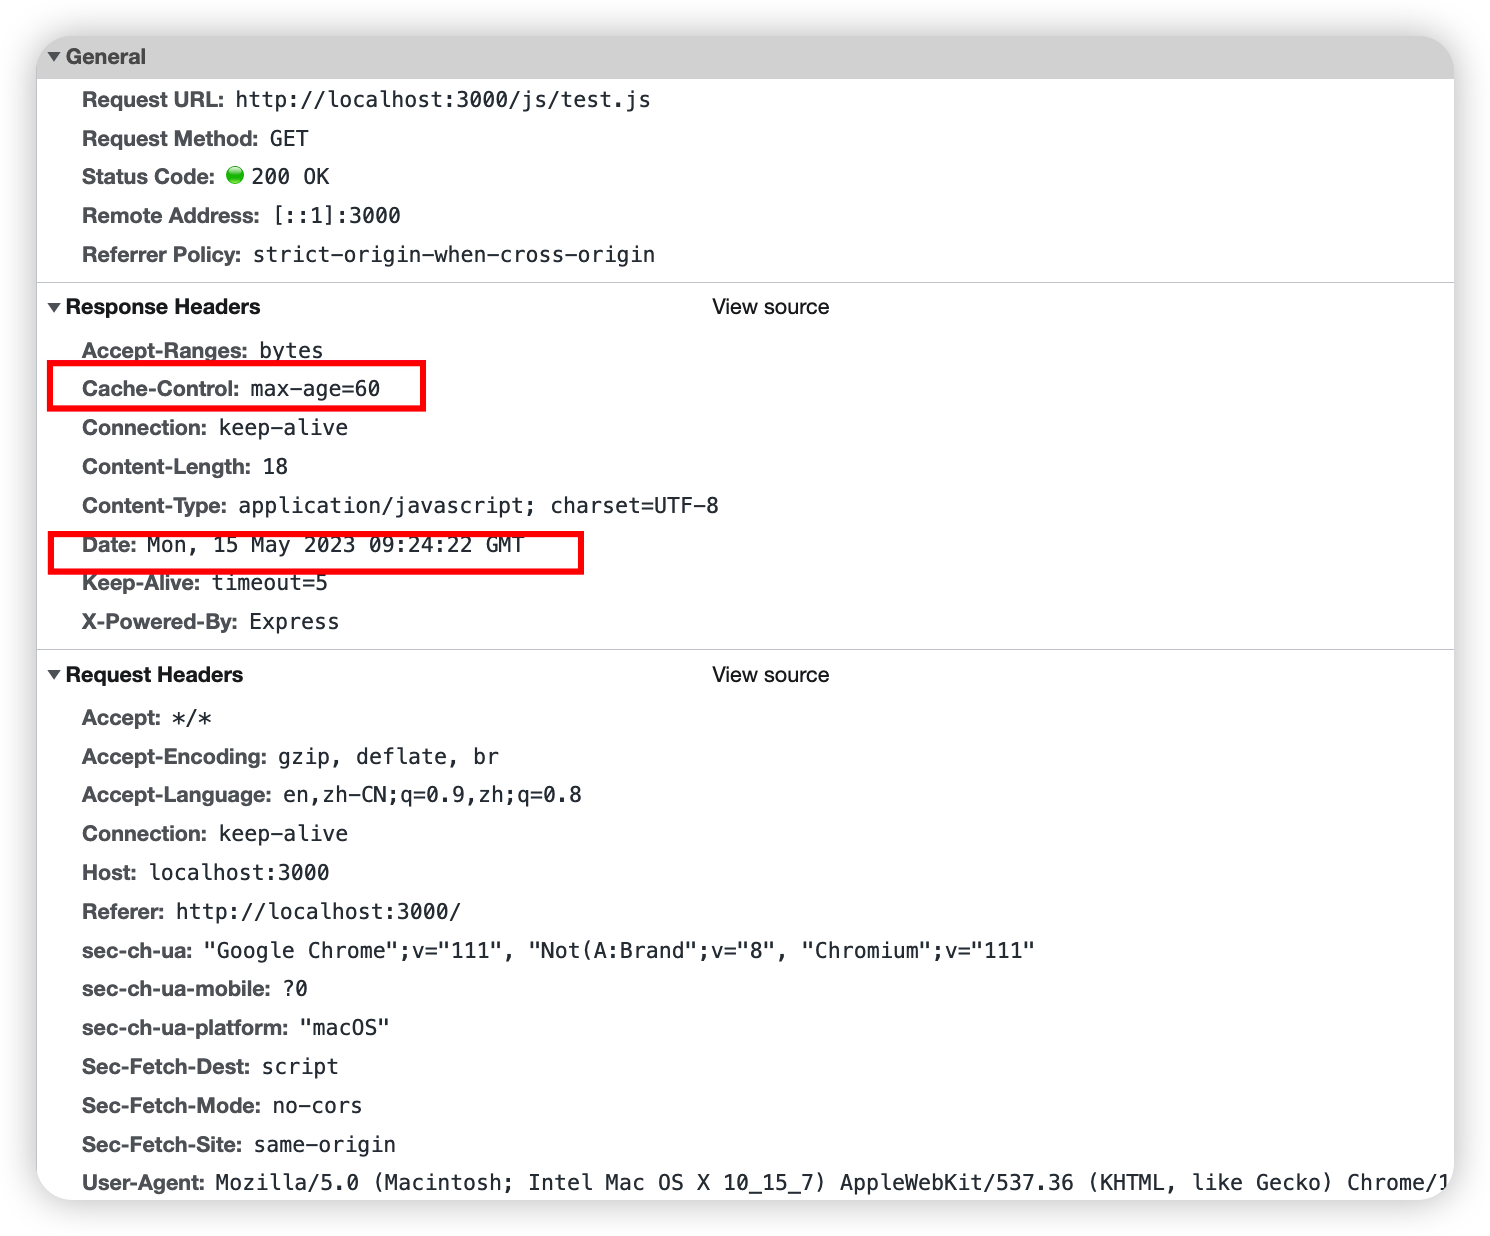 General
Request URL: http://localhost:3000/js/test.js
Request Method: GET
Status Code: 200 OK
Remote Address: [::1]:3000
Referrer Policy: strict-origin-when-cross-origin
Response Headers View source
Accept-Ranges: bytes
Cache-Control: max-age=60
Connection: keep-alive
Content-Length: 18
Content-Type: application/javascript; charset=UTF-8
Date: Mon, 15 May 2023 09:24:22 GMT
Keep-Alive: timeout=5
X-Powered-By: Express
Request Headers View source
Accept: */*
Accept-Encoding: gzip, deflate, br
Accept-Language: en,zh-CN;q=0.9,zh;q=0.8
Connection: keep-alive
Host: localhost:3000
Referer: http://localhost:3000/
sec-ch-ua: "Google Chrome";v="111", "Not(A:Brand";v="8", "Chromium";v="111"
sec-ch-ua-mobile: ?0
sec-ch-ua-platform: "macOS"
Sec-Fetch-Dest: script
Sec-Fetch-Mode: no-cors
Sec-Fetch-Site: same-origin
User-Agent: Mozilla/5.0 (Macintosh; Intel Mac OS X 10_15_7) AppleWebKit/537.36 (KHTML, like Gecko) Chrome/1